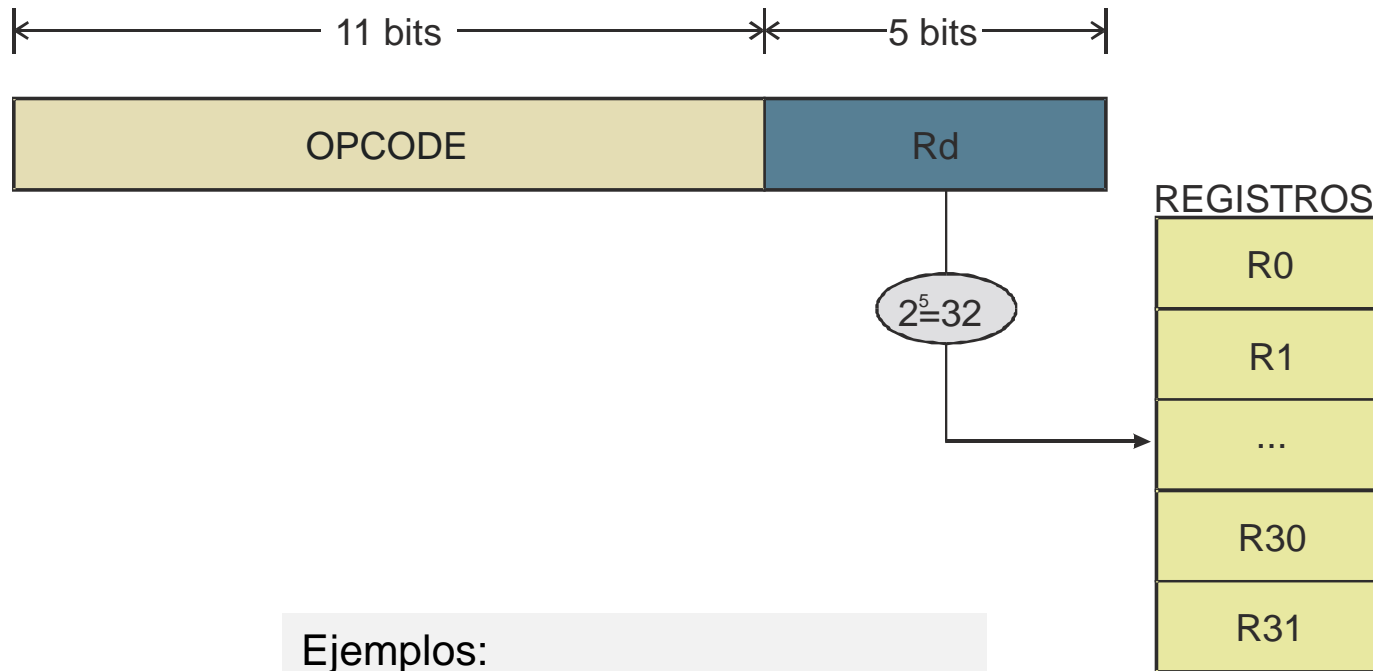 11 bits
5 bits
OPCODE
Rd
REGISTROS
R0
2⁵=32
R1
...
R30
R31
Ejemplos: